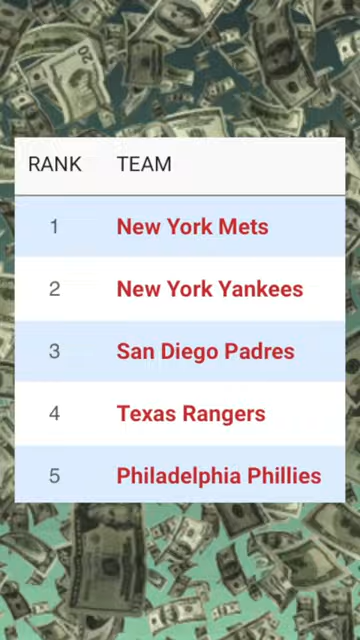 RANK TEAM
1 New York Mets
2 New York Yankees
3 San Diego Padres
4 Texas Rangers
5 Philadelphia Phillies